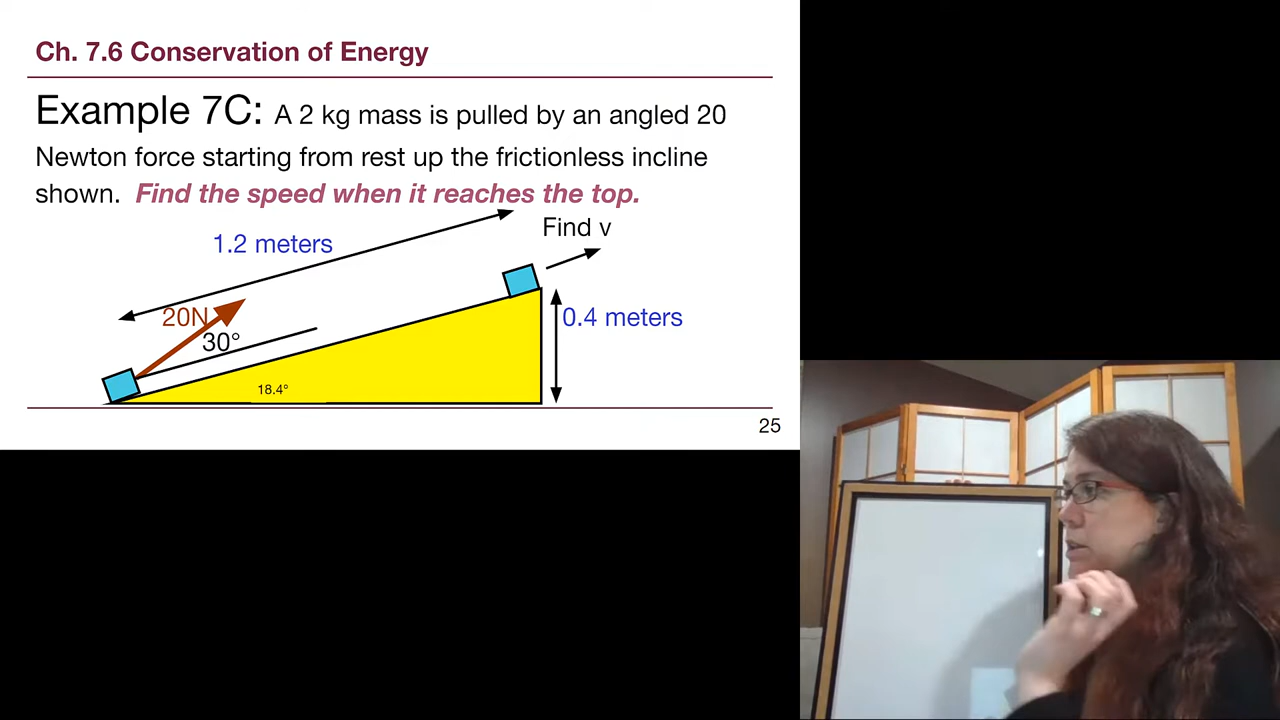 Ch. 7.6 Conservation of Energy
Example 7C: A 2 kg mass is pulled by an angled 20
Newton force starting from rest up the frictionless incline
shown. Find the speed when it reaches the top.
1.2 meters
Find v
20N
30°
0.4 meters
18.4°
25